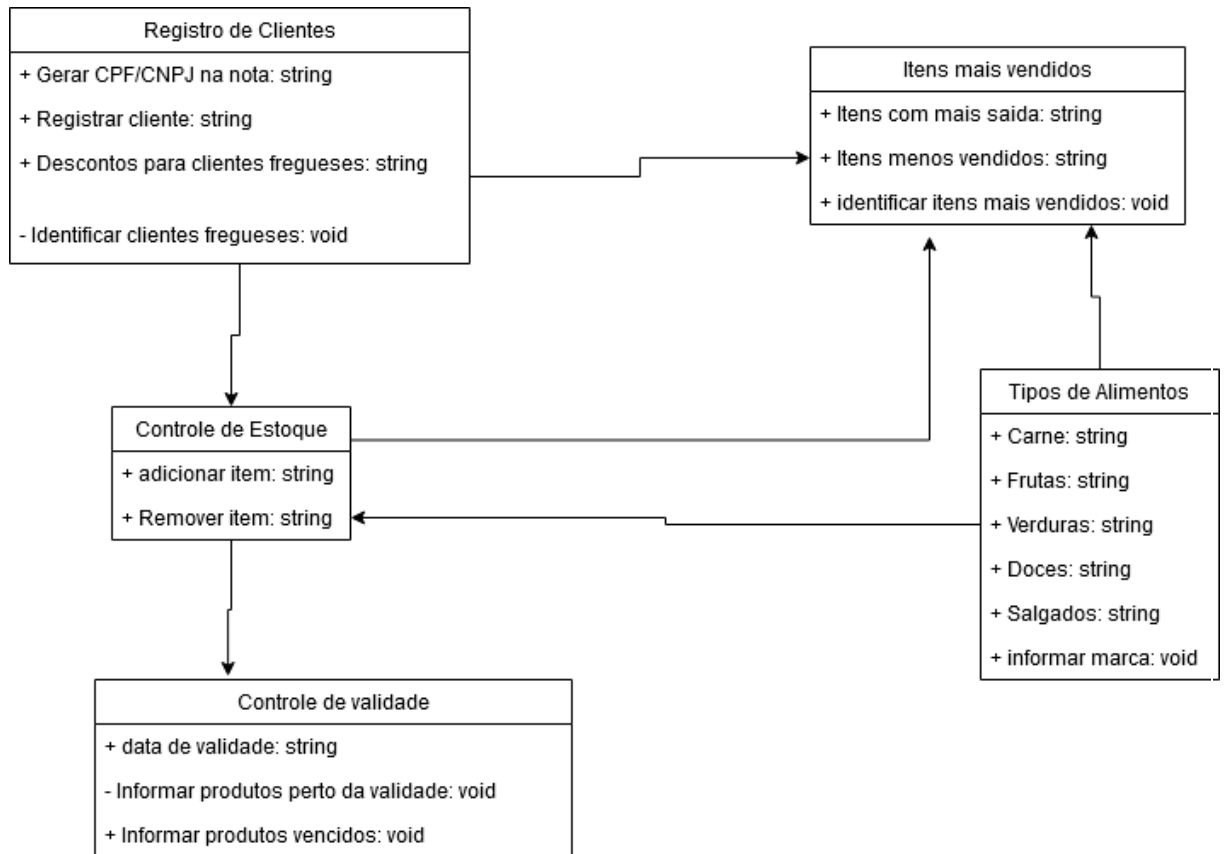 Registro de Clientes
+ Gerar CPF/CNPJ na nota: string
+ Registrar cliente: string
+ Descontos para clientes fregueses: string
- Identificar clientes fregueses: void
Itens mais vendidos
+ Itens com mais saida: string
+ Itens menos vendidos: string
+ identificar itens mais vendidos: void
Controle de Estoque
+ adicionar item: string
+ Remover item: string
Tipos de Alimentos
+ Carne: string
+ Frutas: string
+ Verduras: string
+ Doces: string
+ Salgados: string
+ informar marca: void
Controle de validade
+ data de validade: string
- Informar produtos perto da validade: void
+ Informar produtos vencidos: void